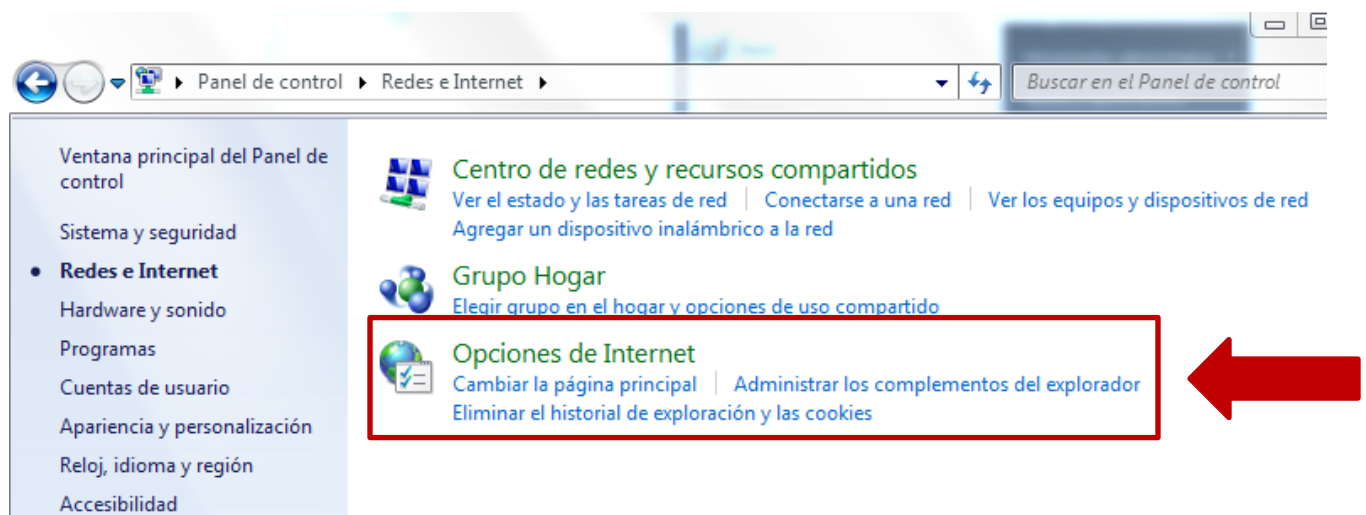 Panel de control ▸ Redes e Internet ▸
Buscar en el Panel de control
Ventana principal del Panel de
control
Sistema y seguridad
Redes e Internet
Hardware y sonido
Programas
Cuentas de usuario
Apariencia y personalización
Reloj, idioma y región
Accesibilidad
Centro de redes y recursos compartidos
Ver el estado y las tareas de red | Conectarse a una red | Ver los equipos y dispositivos de red
Agregar un dispositivo inalámbrico a la red
Grupo Hogar
Elegir grupo en el hogar y opciones de uso compartido
Opciones de Internet
Cambiar la página principal | Administrar los complementos del explorador
Eliminar el historial de exploración y las cookies